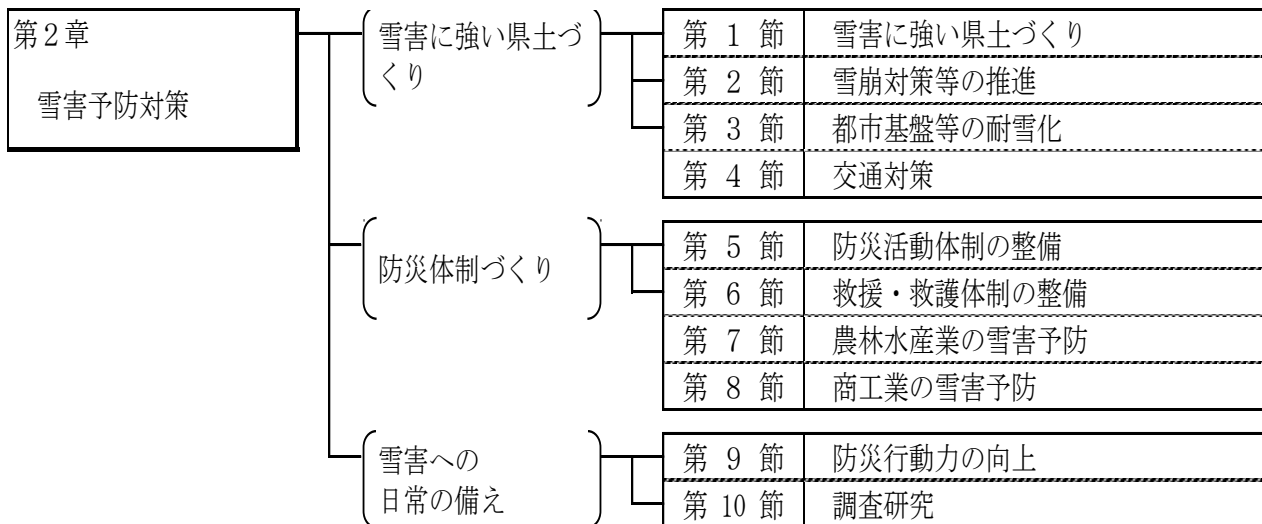 第2章
雪害予防対策
雪害に強い県土づ
くり
第 1 節 雪害に強い県土づくり
第 2 節 雪崩対策等の推進
第 3 節 都市基盤等の耐雪化
第 4 節 交通対策
防災体制づくり
第 5 節 防災活動体制の整備
第 6 節 救援・救護体制の整備
第 7 節 農林水産業の雪害予防
第 8 節 商工業の雪害予防
雪害への
日常の備え
第 9 節 防災行動力の向上
第 10 節 調査研究